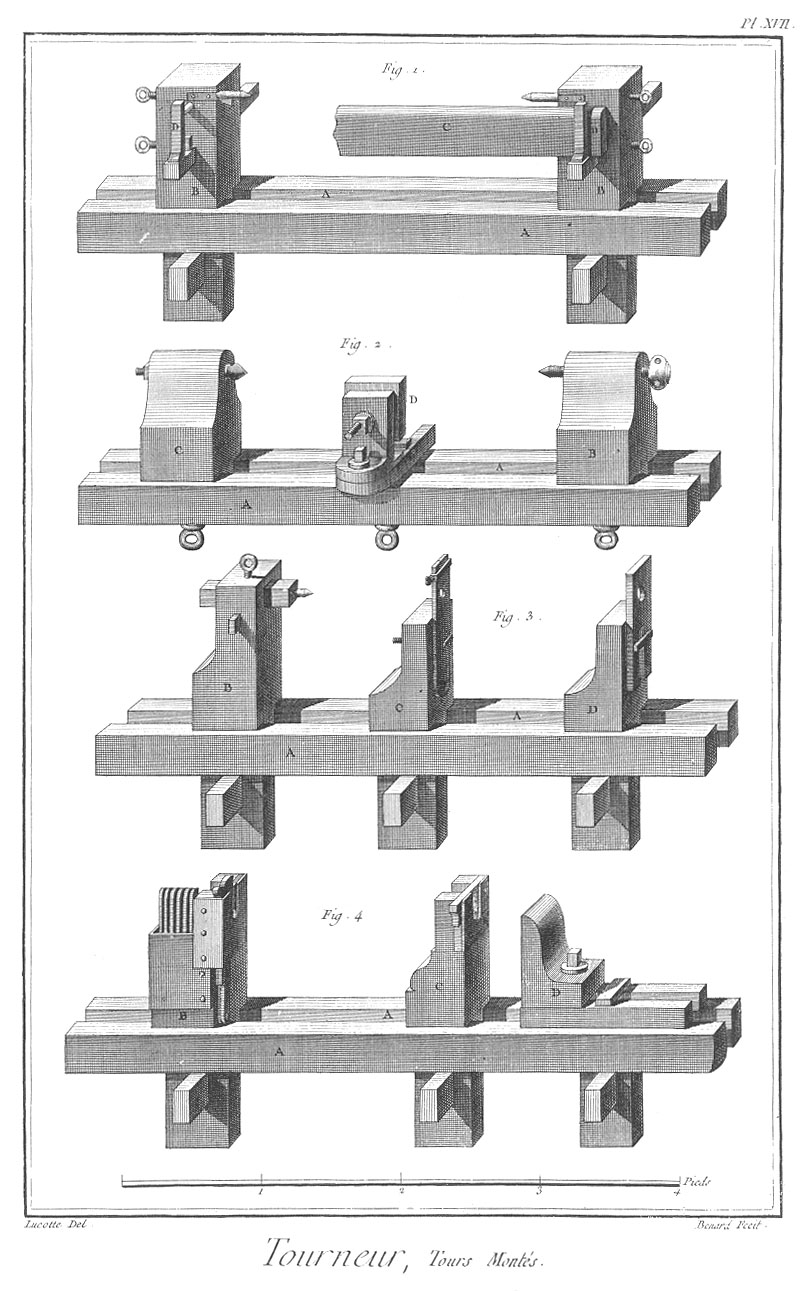 Pl. XVII.
Fig. 1.
D
C
D
B
B
A
A
Fig. 2.
D
C
B
A
A
Fig. 3.
B
C
D
A
A
Fig. 4
B
C
D
A
A
1 2 3 4 Pieds
Lucotte Del. Benard Fecit.
Tourneur, Tours Montés.